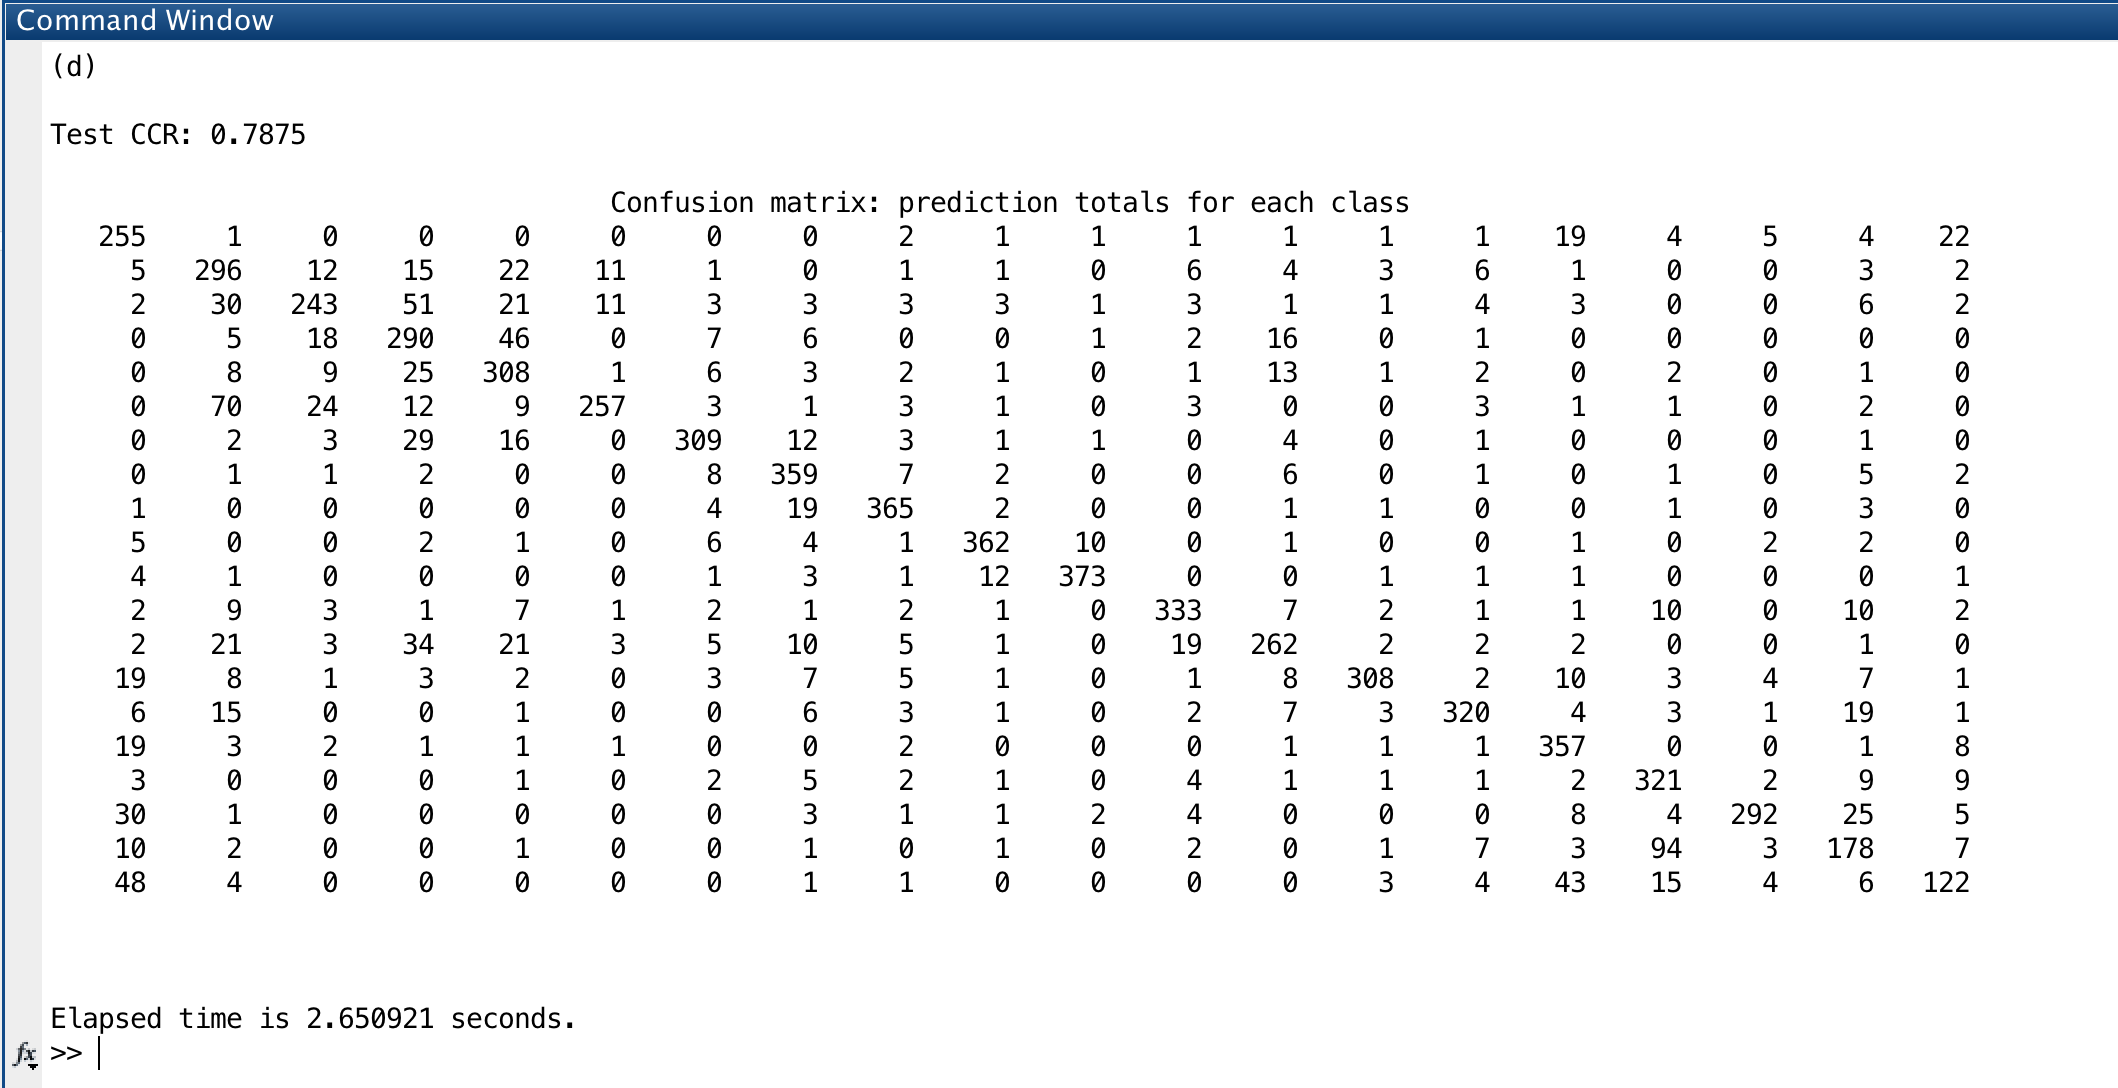 Command Window
(d)
Test CCR: 0.7875
Confusion matrix: prediction totals for each class
255 1 0 0 0 0 0 0 2 1 1 1 1 1 1 19 4 5 4 22
5 296 12 15 22 11 1 0 1 1 0 6 4 3 6 1 0 0 3 2
2 30 243 51 21 11 3 3 3 3 1 3 1 1 4 3 0 0 6 2
0 5 18 290 46 0 7 6 0 0 1 2 16 0 1 0 0 0 0 0
0 8 9 25 308 1 6 3 2 1 0 1 13 1 2 0 2 0 1 0
0 70 24 12 9 257 3 1 3 1 0 3 0 0 3 1 1 0 2 0
0 2 3 29 16 0 309 12 3 1 1 0 4 0 1 0 0 0 1 0
0 1 1 2 0 0 8 359 7 2 0 0 6 0 1 0 1 0 5 2
1 0 0 0 0 0 4 19 365 2 0 0 1 1 0 0 1 0 3 0
5 0 0 2 1 0 6 4 1 362 10 0 1 0 0 1 0 2 2 0
4 1 0 0 0 0 1 3 1 12 373 0 0 1 1 1 0 0 0 1
2 9 3 1 7 1 2 1 2 1 0 333 7 2 1 1 10 0 10 2
2 21 3 34 21 3 5 10 5 1 0 19 262 2 2 2 0 0 1 0
19 8 1 3 2 0 3 7 5 1 0 1 8 308 2 10 3 4 7 1
6 15 0 0 1 0 0 6 3 1 0 2 7 3 320 4 3 1 19 1
19 3 2 1 1 1 0 0 2 0 0 0 1 1 1 357 0 0 1 8
3 0 0 0 1 0 2 5 2 1 0 4 1 1 1 2 321 2 9 9
30 1 0 0 0 0 0 3 1 1 2 4 0 0 0 8 4 292 25 5
10 2 0 0 1 0 0 1 0 1 0 2 0 1 7 3 94 3 178 7
48 4 0 0 0 0 0 1 1 0 0 0 0 3 4 43 15 4 6 122
Elapsed time is 2.650921 seconds.
fx >>